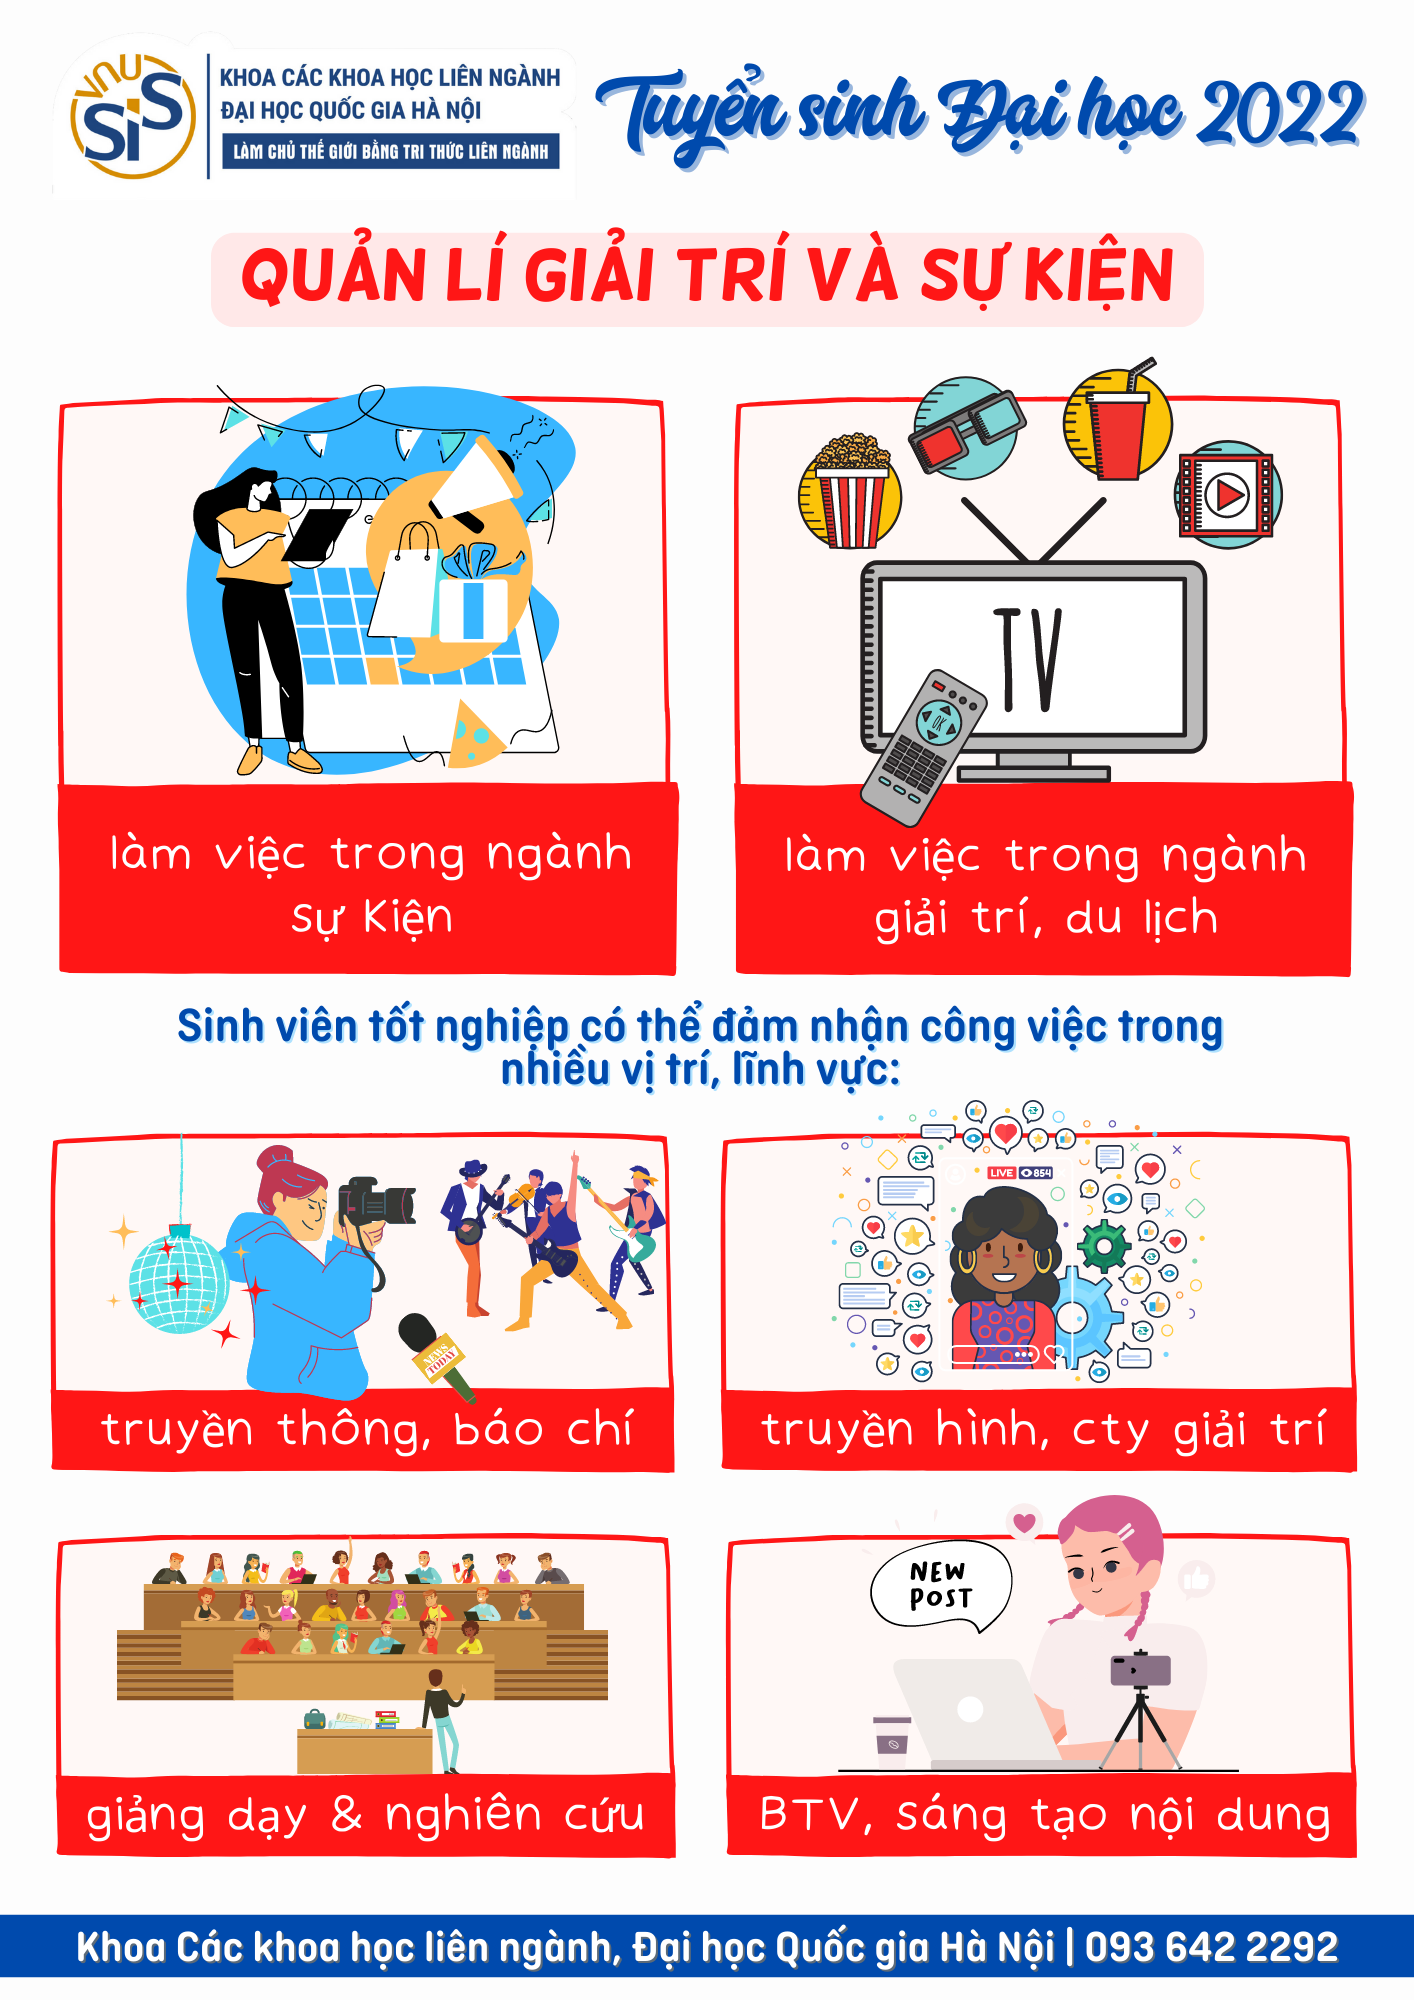 VNU
SIS
KHOA CÁC KHOA HỌC LIÊN NGÀNH
ĐẠI HỌC QUỐC GIA HÀ NỘI
LÀM CHỦ THẾ GIỚI BẰNG TRI THỨC LIÊN NGÀNH
Tuyển sinh Đại học 2022
QUẢN LÍ GIẢI TRÍ VÀ SỰ KIỆN
TV
OK
làm việc trong ngành
sự kiện
làm việc trong ngành
giải trí, du lịch
Sinh viên tốt nghiệp có thể đảm nhận công việc trong
nhiều vị trí, lĩnh vực:
NEWS
TODAY
LIVE 854
truyền thông, báo chí
truyền hình, cty giải trí
NEW
POST
giảng dạy & nghiên cứu
BTV, sáng tạo nội dung
Khoa Các khoa học liên ngành, Đại học Quốc gia Hà Nội | 093 642 2292